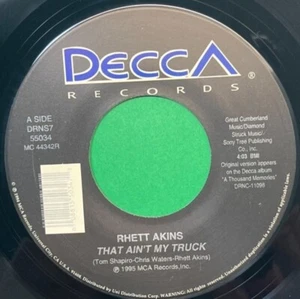 DECCA
®
RECORDS
A SIDE
DRNS7
55034
MC 44342R
Great Cumberland
Music/Diamond
Struck Music/
Sony Tree Publishing
Co., Inc.
4:03 BMI
Original version appears
on the Decca album
"A Thousand Memories"
DRNC-11098
RHETT AKINS
THAT AIN'T MY TRUCK
(Tom Shapiro-Chris Waters-Rhett Akins)
℗ 1995 MCA Records, Inc.